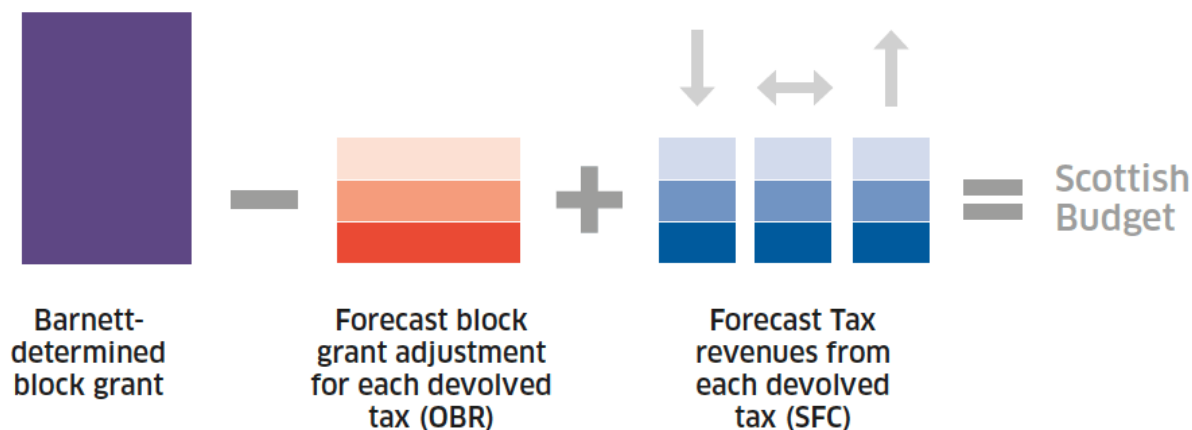 Scottish
Budget
Barnett-
determined
block grant
Forecast block
grant adjustment
for each devolved
tax (OBR)
Forecast Tax
revenues from
each devolved
tax (SFC)